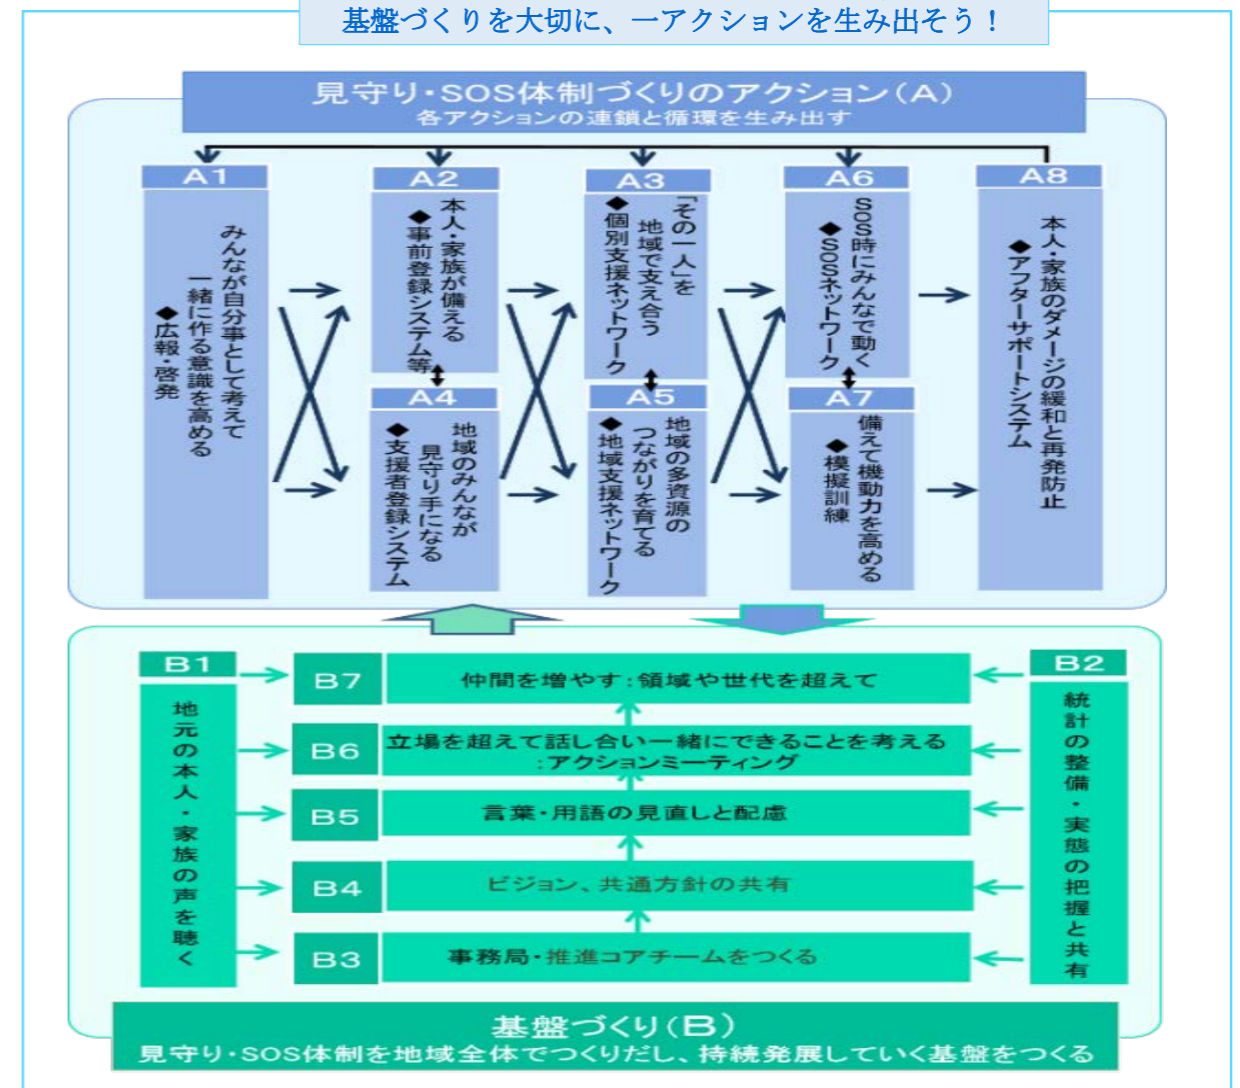 基盤づくりを大切に、一アクションを生み出そう！
見守り・SOS体制づくりのアクション(A)
各アクションの連鎖と循環を生み出す
A1
みんなが自分事として考えて
一緒に作る意識を高める
◆広報・啓発
A2
本人・家族が備える
◆事前登録システム等
A3
「その一人」を
地域で支え合う
◆個別支援ネットワーク
A6
SOS時にみんなで動く
◆SOSネットワーク
A8
本人・家族のダメージの緩和と再発防止
◆アフターサポートシステム
A4
地域のみんなが
見守り手になる
◆支援者登録システム
A5
地域の多資源の
つながりを育てる
◆地域支援ネットワーク
A7
備えて機動力を高める
◆模擬訓練
B1
地元の本人・家族の声を聴く
B2
統計の整備・実態の把握と共有
B7
仲間を増やす：領域や世代を超えて
B6
立場を超えて話し合い一緒にできることを考える
：アクションミーティング
B5
言葉・用語の見直しと配慮
B4
ビジョン、共通方針の共有
B3
事務局・推進コアチームをつくる
基盤づくり(B)
見守り・SOS体制を地域全体でつくりだし、持続発展していく基盤をつくる